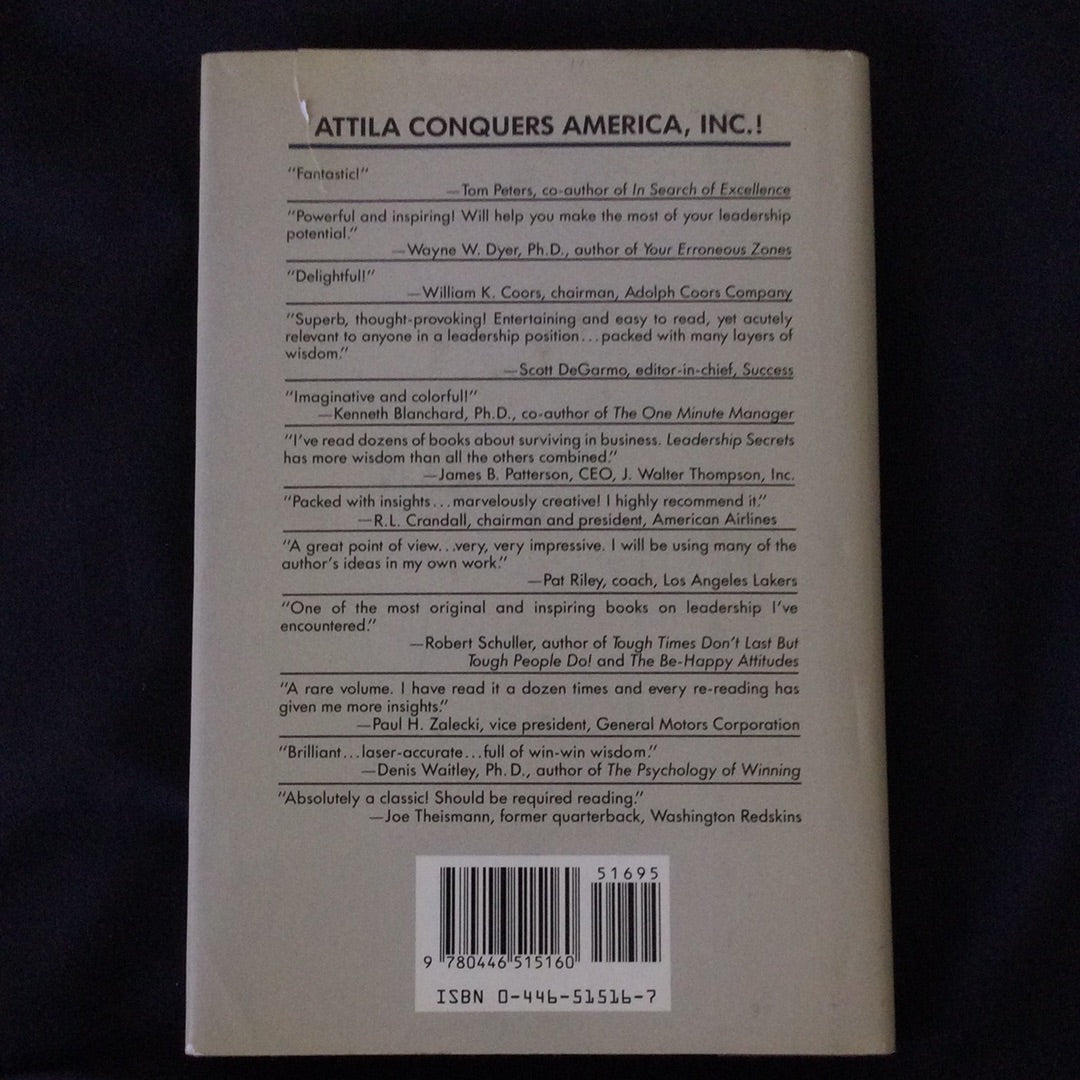 ATTILA CONQUERS AMERICA, INC.!
"Fantastic!"
—Tom Peters, co-author of In Search of Excellence
"Powerful and inspiring! Will help you make the most of your leadership
potential."
—Wayne W. Dyer, Ph.D., author of Your Erroneous Zones
"Delightful!"
—William K. Coors, chairman, Adolph Coors Company
"Superb, thought-provoking! Entertaining and easy to read, yet acutely
relevant to anyone in a leadership position...packed with many layers of
wisdom."
—Scott DeGarmo, editor-in-chief, Success
"Imaginative and colorful!"
—Kenneth Blanchard, Ph.D., co-author of The One Minute Manager
"I've read dozens of books about surviving in business. Leadership Secrets
has more wisdom than all the others combined."
—James B. Patterson, CEO, J. Walter Thompson, Inc.
"Packed with insights...marvelously creative! I highly recommend it."
—R.L. Crandall, chairman and president, American Airlines
"A great point of view...very, very impressive. I will be using many of the
author's ideas in my own work."
—Pat Riley, coach, Los Angeles Lakers
"One of the most original and inspiring books on leadership I've
encountered."
—Robert Schuller, author of Tough Times Don't Last But
Tough People Do! and The Be-Happy Attitudes
"A rare volume. I have read it a dozen times and every re-reading has
given me more insights."
—Paul H. Zalecki, vice president, General Motors Corporation
"Brilliant...laser-accurate...full of win-win wisdom."
—Denis Waitley, Ph.D., author of The Psychology of Winning
"Absolutely a classic! Should be required reading."
—Joe Theismann, former quarterback, Washington Redskins
51695
9 780446 515160
ISBN 0-446-51516-7